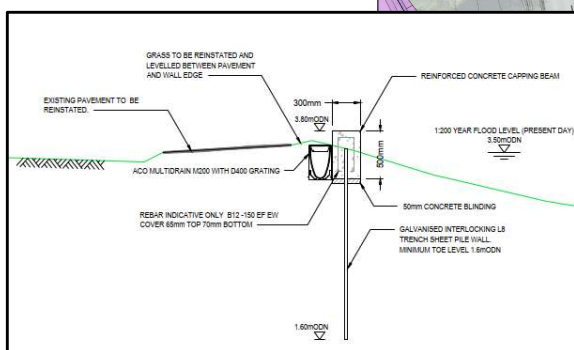 GRASS TO BE REINSTATED AND
LEVELLED BETWEEN PAVEMENT
AND WALL EDGE
REINFORCED CONCRETE CAPPING BEAM
EXISTING PAVEMENT TO BE
REINSTATED.
300mm
3.80mODN
1:200 YEAR FLOOD LEVEL (PRESENT DAY)
3.50mODN
500mm
ACO MULTIDRAIN M200 WITH D400 GRATING
REBAR INDICATIVE ONLY B12 -150 EF EW
COVER 65mm TOP 70mm BOTTOM
50mm CONCRETE BLINDING
GALVANISED INTERLOCKING L8
TRENCH SHEET PILE WALL.
MINIMUM TOE LEVEL 1.6mODN
1.60mODN